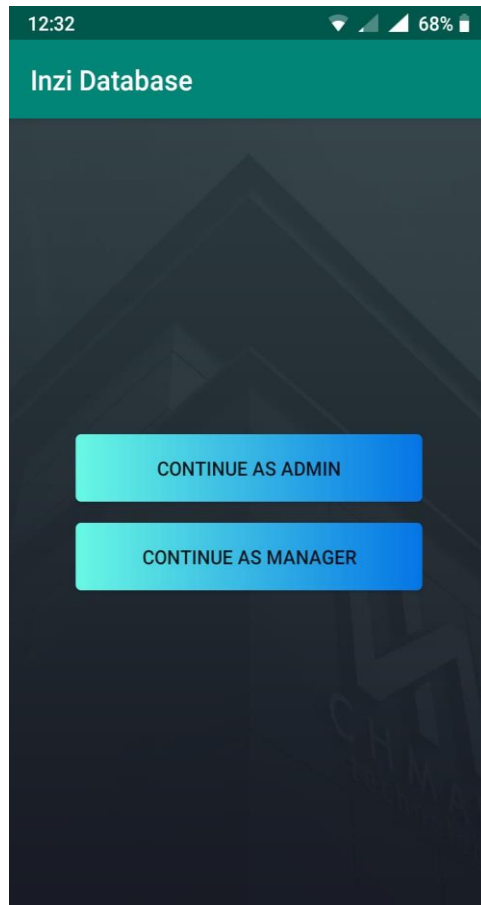 12:32
68%
Inzi Database
CONTINUE AS ADMIN
CONTINUE AS MANAGER